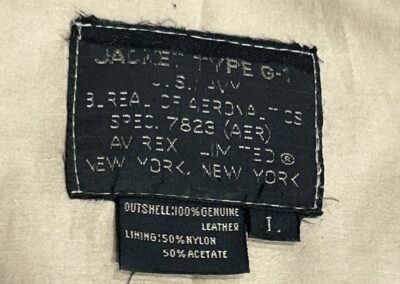 JACKET TYPE G-1
U.S. NAVY
BUREAU OF AERONAUTICS
SPEC. 7823 (AER)
AVIREX LIMITED®
NEW YORK, NEW YORK
OUTSHELL:100% GENUINE
LEATHER
LINING:50% NYLON
50% ACETATE
L